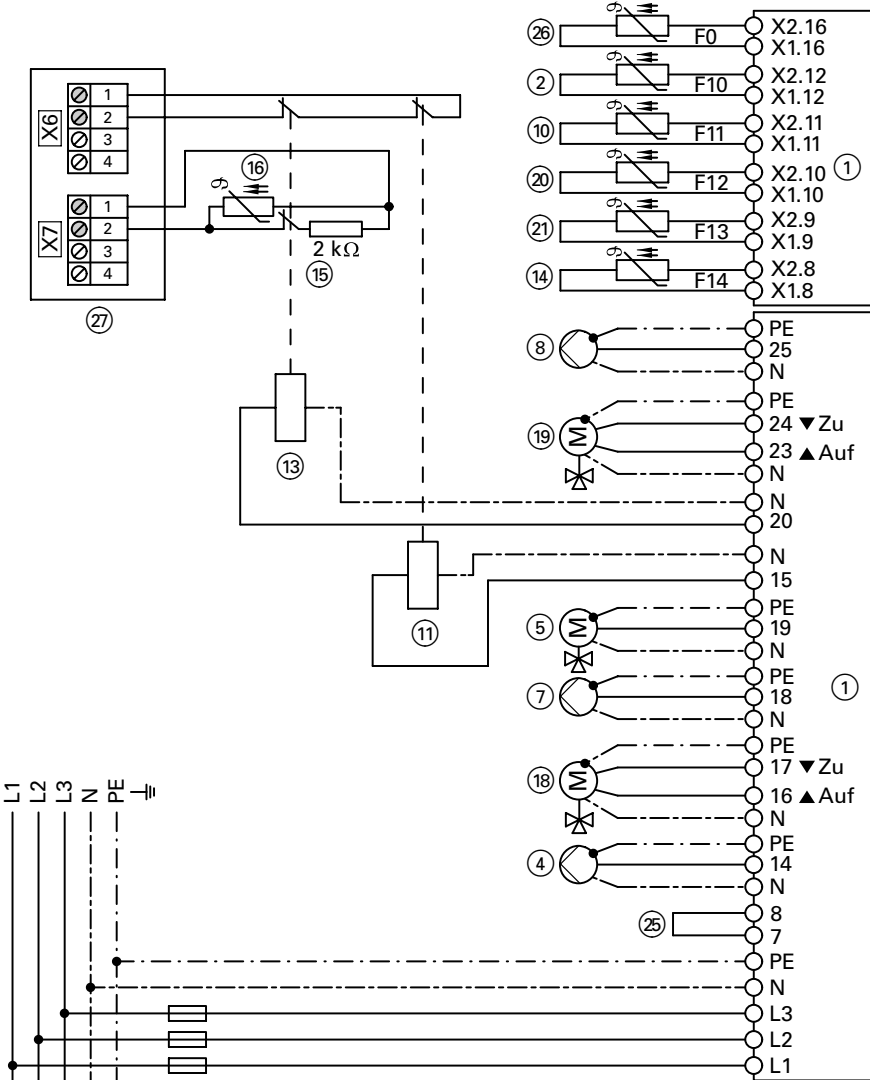 26 F0 X2.16
X1.16
2 F10 X2.12
X1.12
10 F11 X2.11
X1.11
20 F12 X2.10
X1.10
21 F13 X2.9
X1.9
14 F14 X2.8
X1.8
1
X6
1
2
3
4
16
ϑ
X7
1
2
3
4
2 kΩ
15
27
8 PE
25
N
19 M PE
24 ▼Zu
23 ▲Auf
N
13 N
20
11 N
15
5 M PE
19
N
7 PE
18
N
1
18 M PE
17 ▼Zu
16 ▲Auf
N
4 PE
14
N
25 8
7
PE
N
L3
L2
L1
L1
L2
L3
N
PE